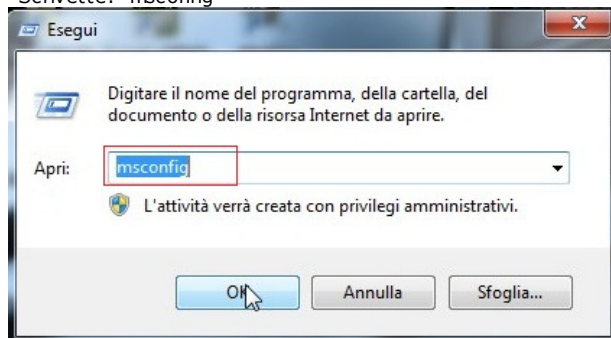 Esegui
Digitare il nome del programma, della cartella, del
documento o della risorsa Internet da aprire.
Apri:
msconfig
L'attività verrà creata con privilegi amministrativi.
OK
Annulla
Sfoglia...